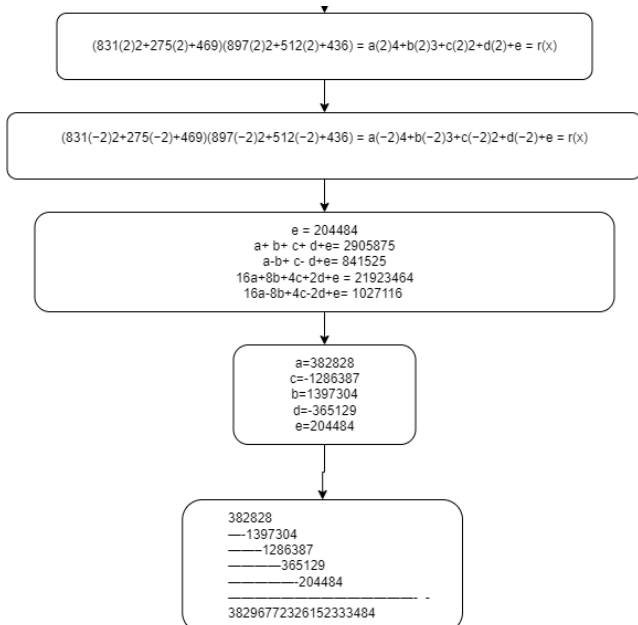 (831(2)2+275(2)+469)(897(2)2+512(2)+436) = a(2)4+b(2)3+c(2)2+d(2)+e = r(x)
(831(−2)2+275(−2)+469)(897(−2)2+512(−2)+436) = a(−2)4+b(−2)3+c(−2)2+d(−2)+e = r(x)
e = 204484
a+ b+ c+ d+e= 2905875
a-b+ c- d+e= 841525
16a+8b+4c+2d+e = 21923464
16a-8b+4c-2d+e= 1027116
a=382828
c=-1286387
b=1397304
d=-365129
e=204484
382828
—-1397304
———1286387
————365129
—————-204484
——————————————- -
38296772326152333484